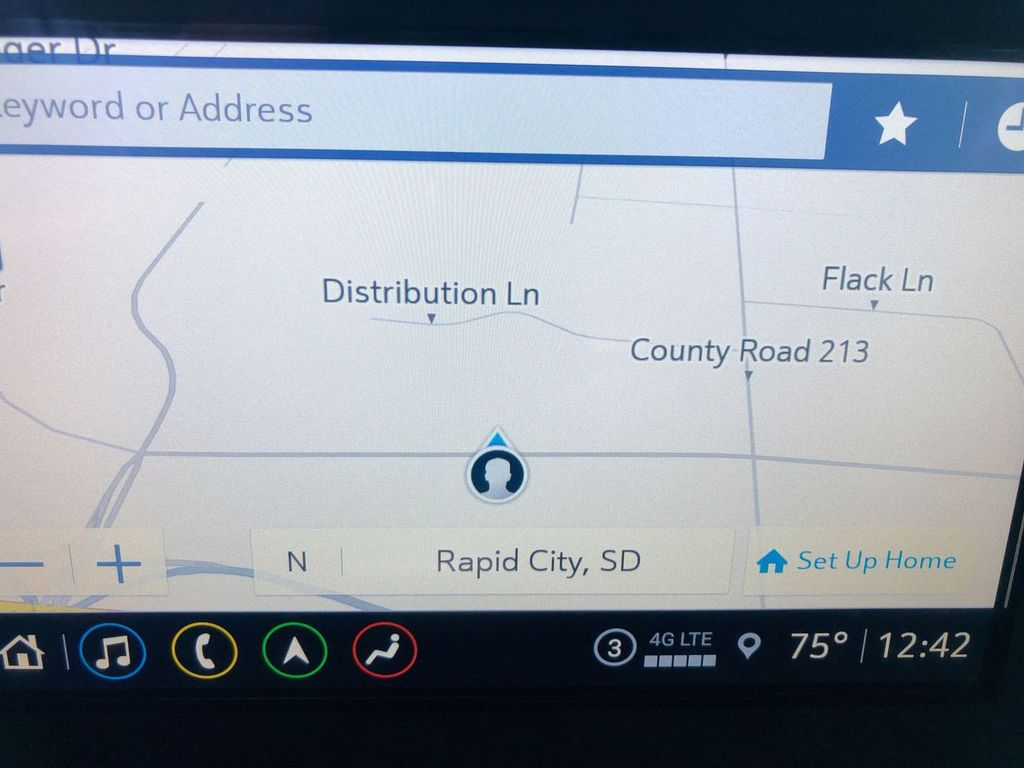 Dr
or Address
Distribution Ln
Flack Ln
County Road 213
N
Rapid City, SD
Set Up Home
3
4G LTE
75° 12:42